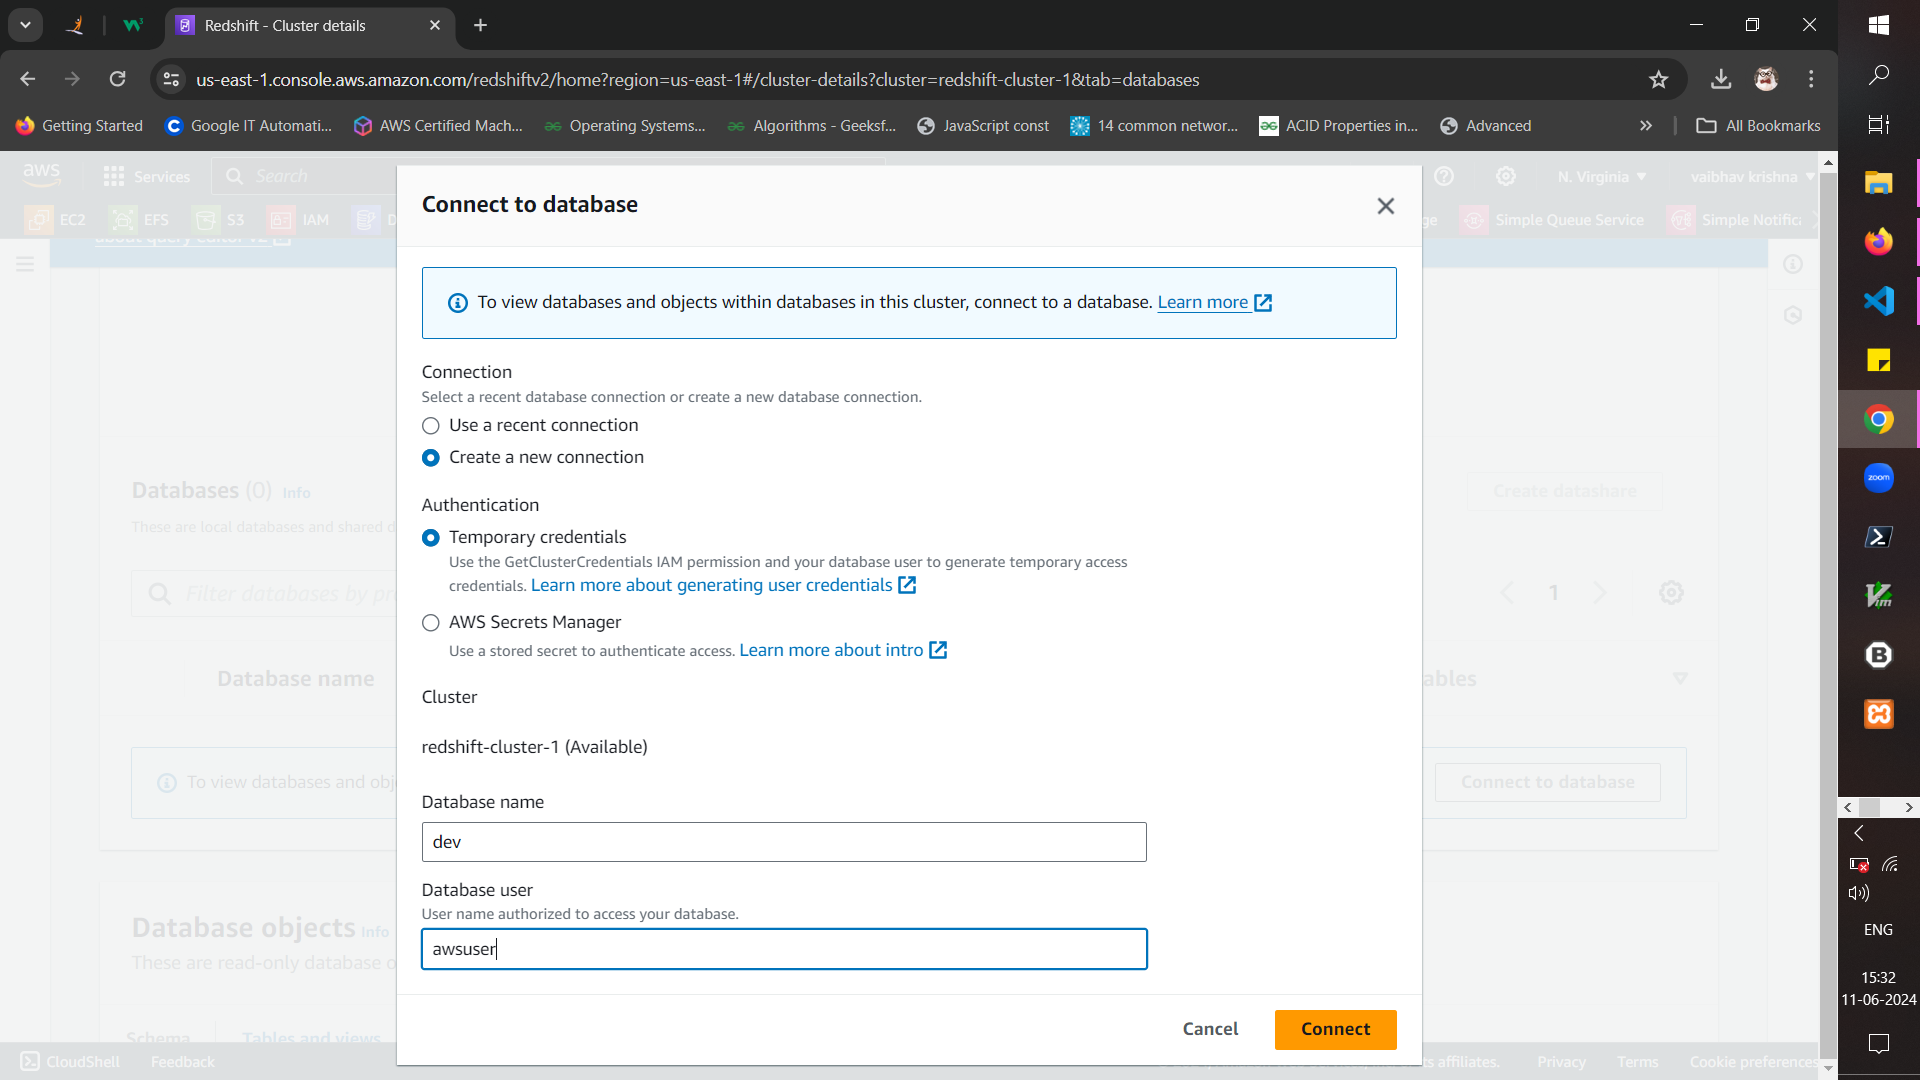 Redshift - Cluster details
us-east-1.console.aws.amazon.com/redshiftv2/home?region=us-east-1#/cluster-details?cluster=redshift-cluster-1&tab=databases
Getting Started
Google IT Automati...
AWS Certified Mach...
Operating Systems...
Algorithms - Geeksf...
JavaScript const
14 common networ...
ACID Properties in...
Advanced
All Bookmarks
aws
Services
Search
N. Virginia
vaibhav krishna
EC2
EFS
S3
IAM
D
ge
Simple Queue Service
Simple Notific
about query editor v2
Connect to database
To view databases and objects within databases in this cluster, connect to a database. Learn more
Connection
Select a recent database connection or create a new database connection.
Use a recent connection
Create a new connection
Authentication
Temporary credentials
Use the GetClusterCredentials IAM permission and your database user to generate temporary access
credentials. Learn more about generating user credentials
AWS Secrets Manager
Use a stored secret to authenticate access. Learn more about intro
Cluster
redshift-cluster-1 (Available)
Database name
dev
Database user
User name authorized to access your database.
awsuser
Cancel
Connect
Databases (0) Info
These are local databases and shared d
Create datashare
Filter databases by pr
1
Database name
ables
To view databases and obj
Connect to database
Database objects Info
These are read-only database o
Schema
Tables and views
CloudShell
Feedback
ts affiliates.
Privacy
Terms
Cookie preferences
zoom
ENG
15:32
11-06-2024